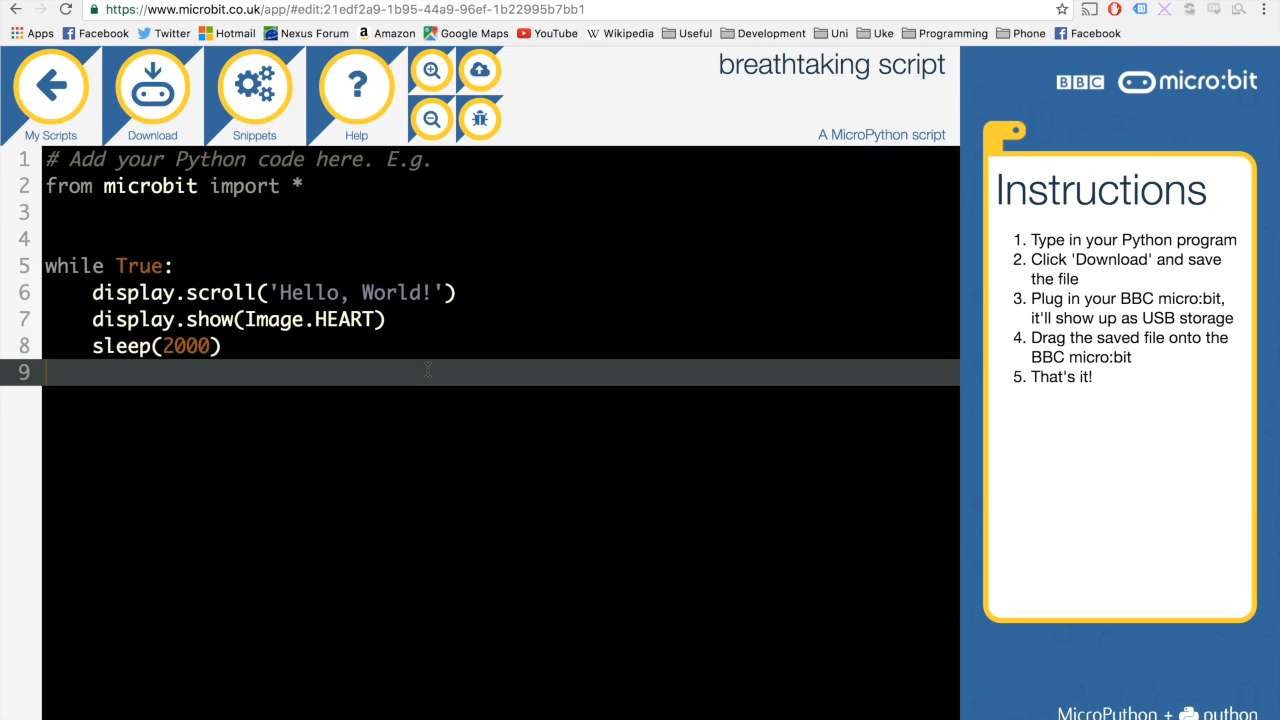 https://www.microbit.co.uk/app/#edit:21edf2a9-1b95-44a9-96ef-1b22995b7bb1
Apps Facebook Twitter Hotmail Nexus Forum Amazon Google Maps YouTube Wikipedia Useful Development Uni Uke Programming Phone Facebook
My Scripts Download Snippets Help
breathtaking script
A MicroPython script
BBC micro:bit
1 # Add your Python code here. E.g.
2 from microbit import *
3
4
5 while True:
6 display.scroll('Hello, World!')
7 display.show(Image.HEART)
8 sleep(2000)
9
Instructions
1. Type in your Python program
2. Click 'Download' and save
the file
3. Plug in your BBC micro:bit,
it'll show up as USB storage
4. Drag the saved file onto the
BBC micro:bit
5. That's it!
MicroPython + python